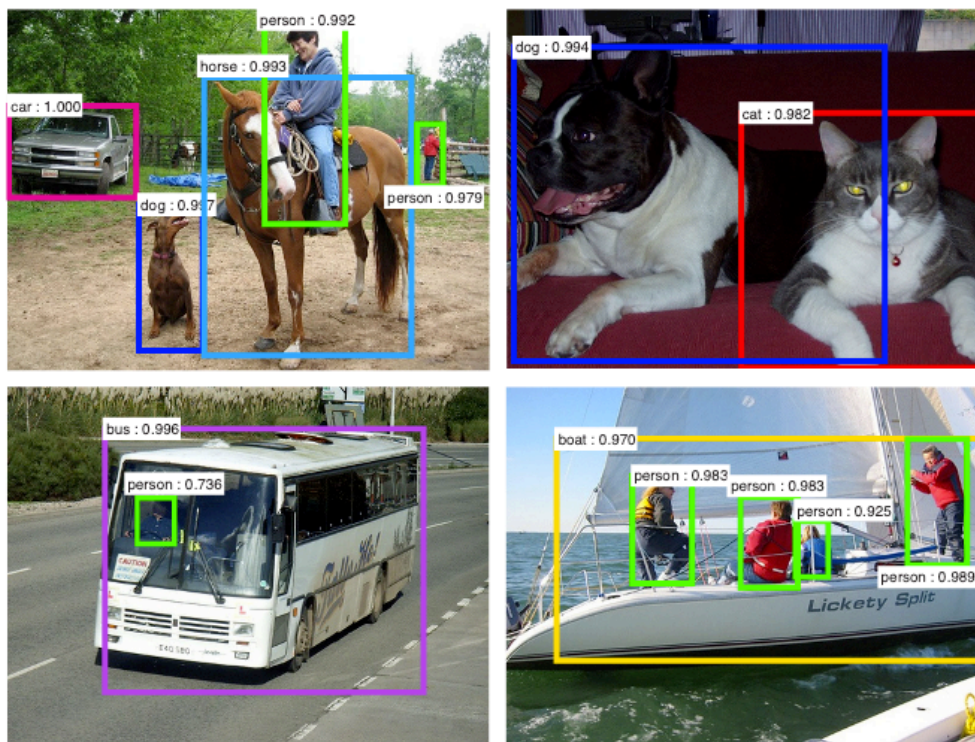 person : 0.992
horse : 0.993
car : 1.000
person : 0.979
dog : 0.997
dog : 0.994
cat : 0.982
bus : 0.996
person : 0.736
CAUTION
boat : 0.970
person : 0.983
person : 0.983
person : 0.925
person : 0.989
Lickety Split